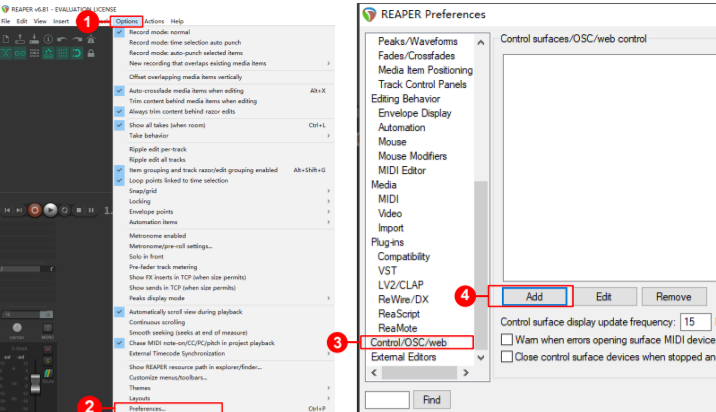 REAPER v6.81 - EVALUATION LICENSE
File Edit View Insert Options Actions Help
1
Record mode: normal
Record mode: time selection auto punch
Record mode: auto-punch selected items
New recording that overlaps existing media items
Offset overlapping media items vertically
Auto-crossfade media items when editing Alt+X
Trim content behind media items when editing
Always trim content behind razor edits
Show all takes (when room) Ctrl+L
Take behavior
Ripple edit per-track
Ripple edit all tracks
Item grouping and track razor/edit grouping enabled Alt+Shift+G
Loop points linked to time selection
Snap/grid
Locking
Envelope points
Automation items
Metronome enabled
Metronome/pre-roll settings...
Solo in front
Pre-fader track metering
Show FX inserts in TCP (when size permits)
Show sends in TCP (when size permits)
Peaks display mode
Automatically scroll view during playback
Continuous scrolling
Smooth seeking (seeks at end of measure)
Chase MIDI note-on/CC/PC/pitch in project playback
External Timecode Synchronization
Show REAPER resource path in explorer/finder...
Customize menus/toolbars...
Themes
Layouts
2
Preferences... Ctrl+P
1.
MONO
M
S
Route
REAPER Preferences
Peaks/Waveforms
Fades/Crossfades
Media Item Positioning
Track Control Panels
Editing Behavior
Envelope Display
Automation
Mouse
Mouse Modifiers
MIDI Editor
Media
MIDI
Video
Import
Plug-ins
Compatibility
VST
LV2/CLAP
ReWire/DX
ReaScript
ReaMote
3
Control/OSC/web
External Editors
Find
Control surfaces/OSC/web control
4
Add Edit Remove
Control surface display update frequency: 15
Warn when errors opening surface MIDI device
Close control surface devices when stopped an